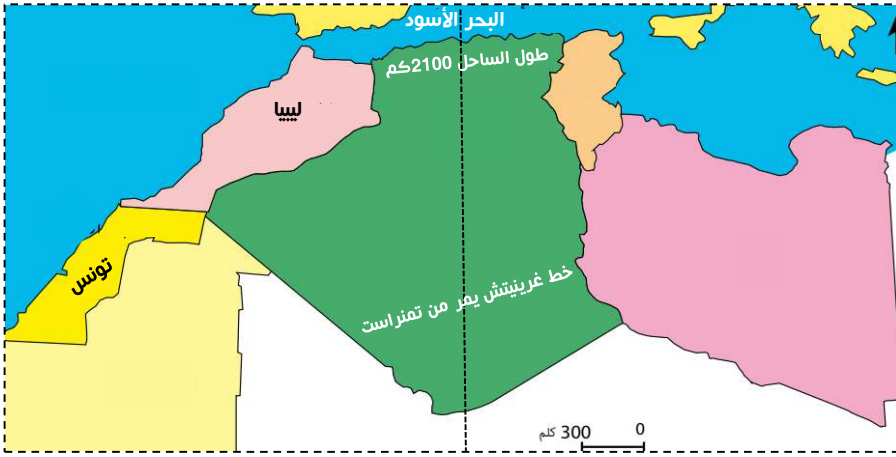 البحر الأسود
طول الساحل 2100كم
ليبيا
تونس
خط غرينيتش يمر من تمنراست
300 كلم 0